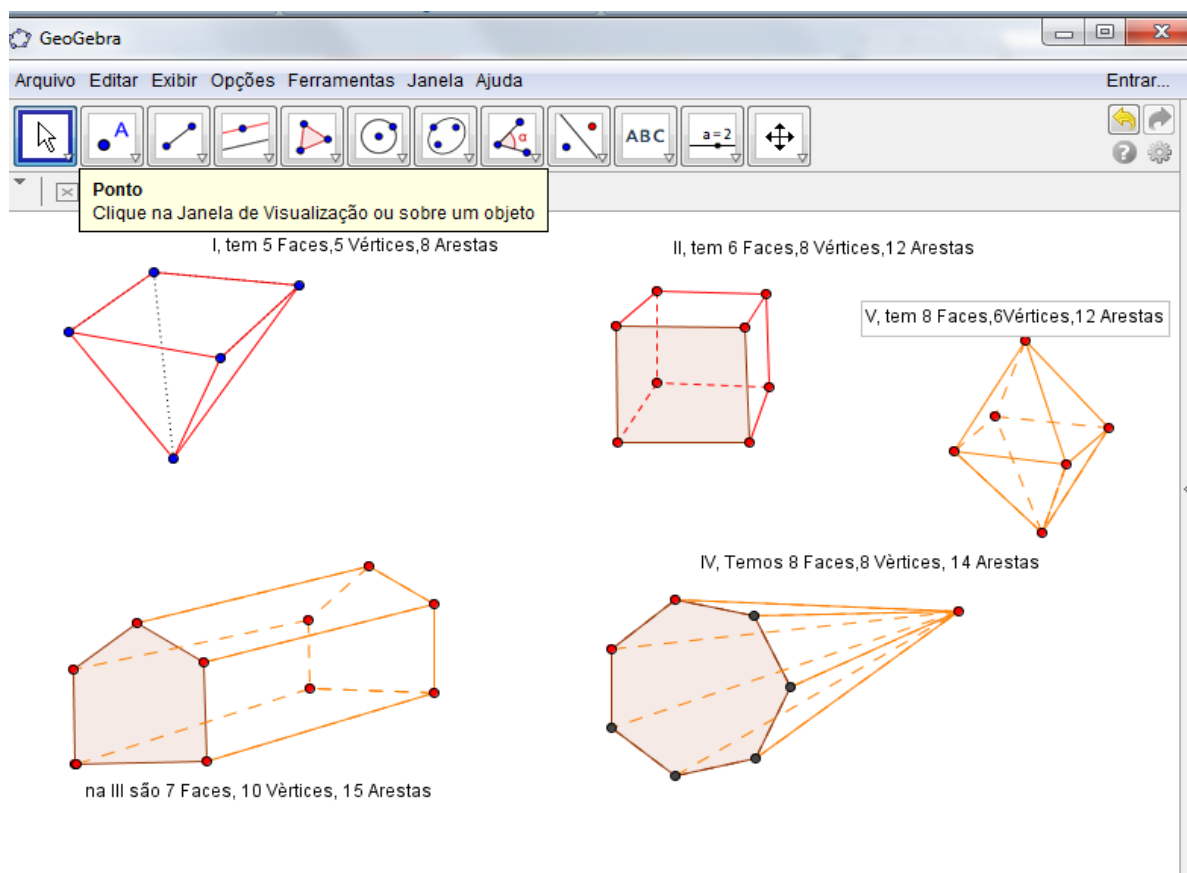 GeoGebra
Arquivo Editar Exibir Opções Ferramentas Janela Ajuda
Entrar...
A
α
ABC
a=2
Ponto
Clique na Janela de Visualização ou sobre um objeto
I, tem 5 Faces,5 Vértices,8 Arestas
II, tem 6 Faces,8 Vértices,12 Arestas
V, tem 8 Faces,6Vértices,12 Arestas
IV, Temos 8 Faces,8 Vèrtices, 14 Arestas
na III são 7 Faces, 10 Vèrtices, 15 Arestas